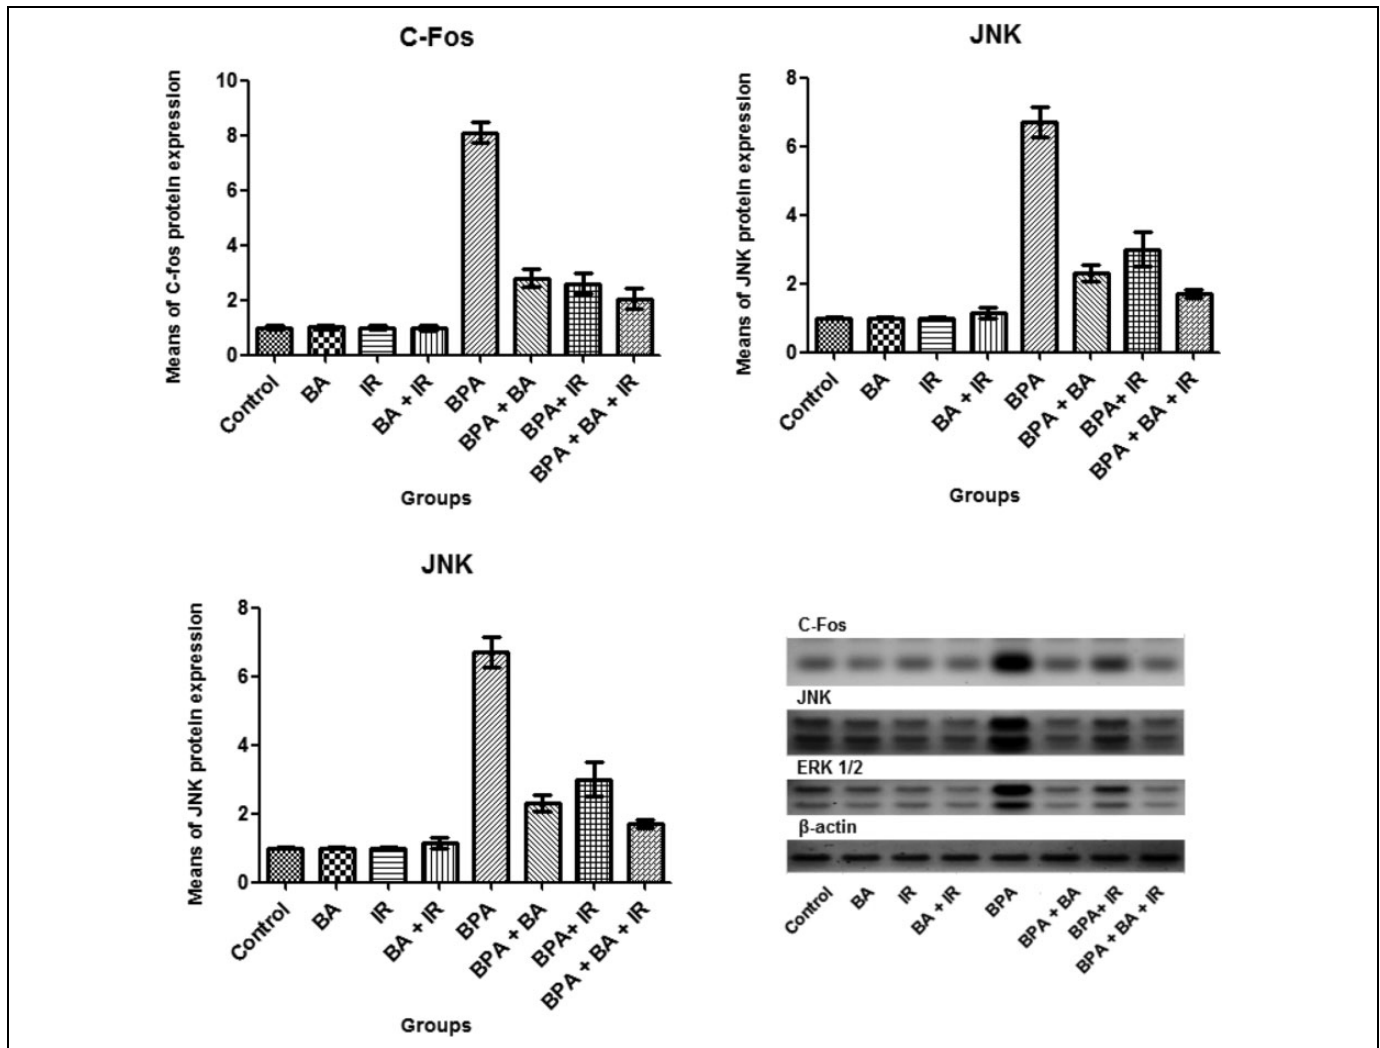 C-Fos
Means of C-fos protein expression
10
8
6
4
2
0
Control
BA
IR
BA + IR
BPA
BPA + BA
BPA+ IR
BPA + BA + IR
Groups
JNK
Means of JNK protein expression
8
6
4
2
0
Control
BA
IR
BA + IR
BPA
BPA + BA
BPA+ IR
BPA + BA + IR
Groups
JNK
Means of JNK protein expression
8
6
4
2
0
Control
BA
IR
BA + IR
BPA
BPA + BA
BPA+ IR
BPA + BA + IR
Groups
C-Fos
JNK
ERK 1/2
β-actin
Control
BA
IR
BA + IR
BPA
BPA + BA
BPA+ IR
BPA + BA + IR